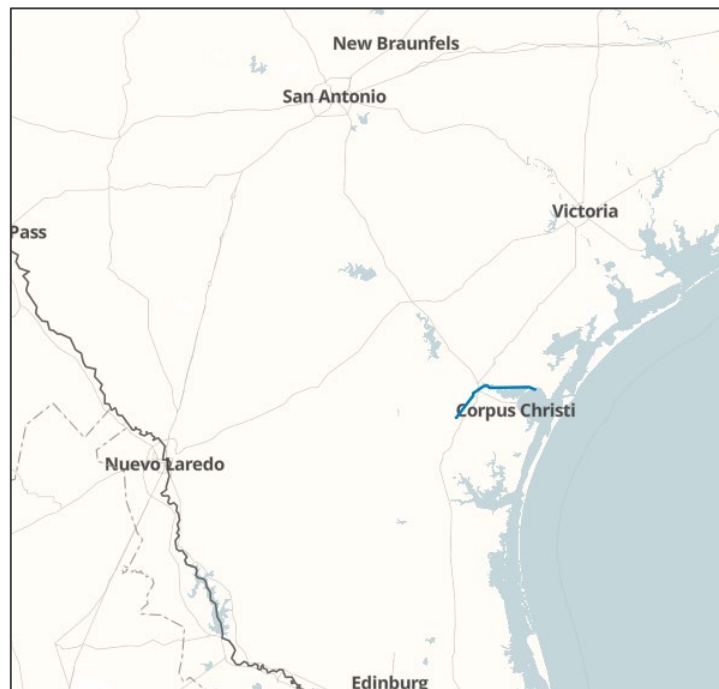 New Braunfels
San Antonio
Victoria
Pass
Corpus Christi
Nuevo Laredo
Edinburg